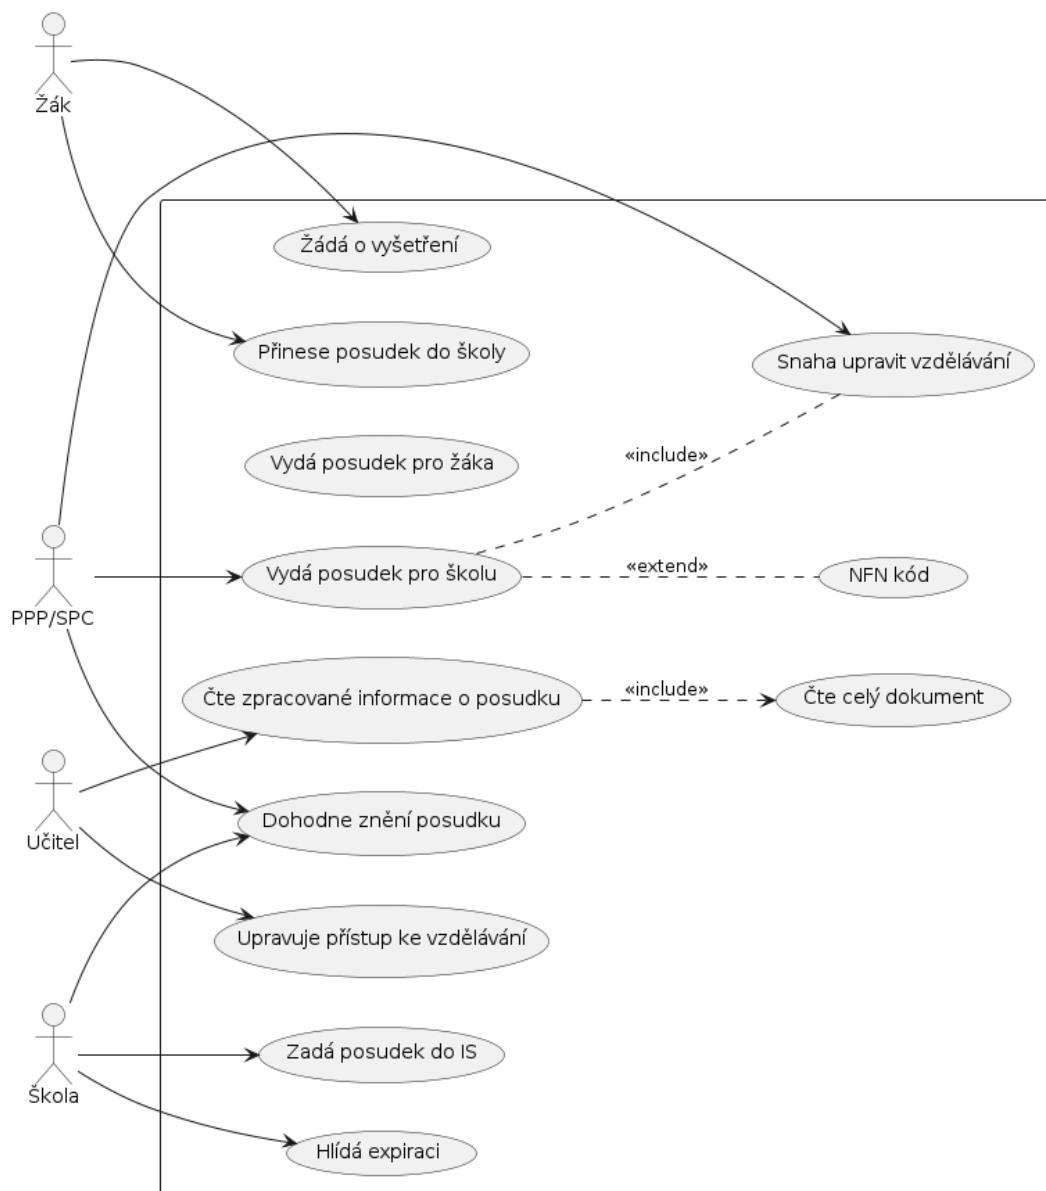 Žák
Žádá o vyšetření
Přinese posudek do školy
Snaha upravit vzdělávání
Vydá posudek pro žáka
«include»
Vydá posudek pro školu
«extend»
NFN kód
PPP/SPC
Čte zpracované informace o posudku
«include»
Čte celý dokument
Učitel
Dohodne znění posudku
Upravuje přístup ke vzdělávání
Škola
Zadá posudek do IS
Hlídá expiraci